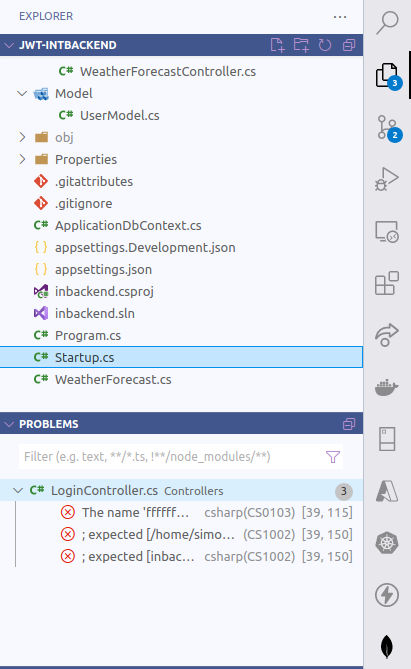 EXPLORER
JWT-INTBACKEND
C# WeatherForecastController.cs
Model
C# UserModel.cs
obj
Properties
.gitattributes
.gitignore
C# ApplicationDbContext.cs
{ } appsettings.Development.json
{ } appsettings.json
inbackend.csproj
inbackend.sln
C# Program.cs
C# Startup.cs
C# WeatherForecast.cs
PROBLEMS
Filter (e.g. text, **/*.ts, !**/node_modules/**)
C# LoginController.cs Controllers 3
The name 'ffffff... csharp(CS0103) [39, 115]
; expected [/home/simo... csharp(CS1002) [39, 150]
; expected [inbac... csharp(CS1002) [39, 150]
3
2